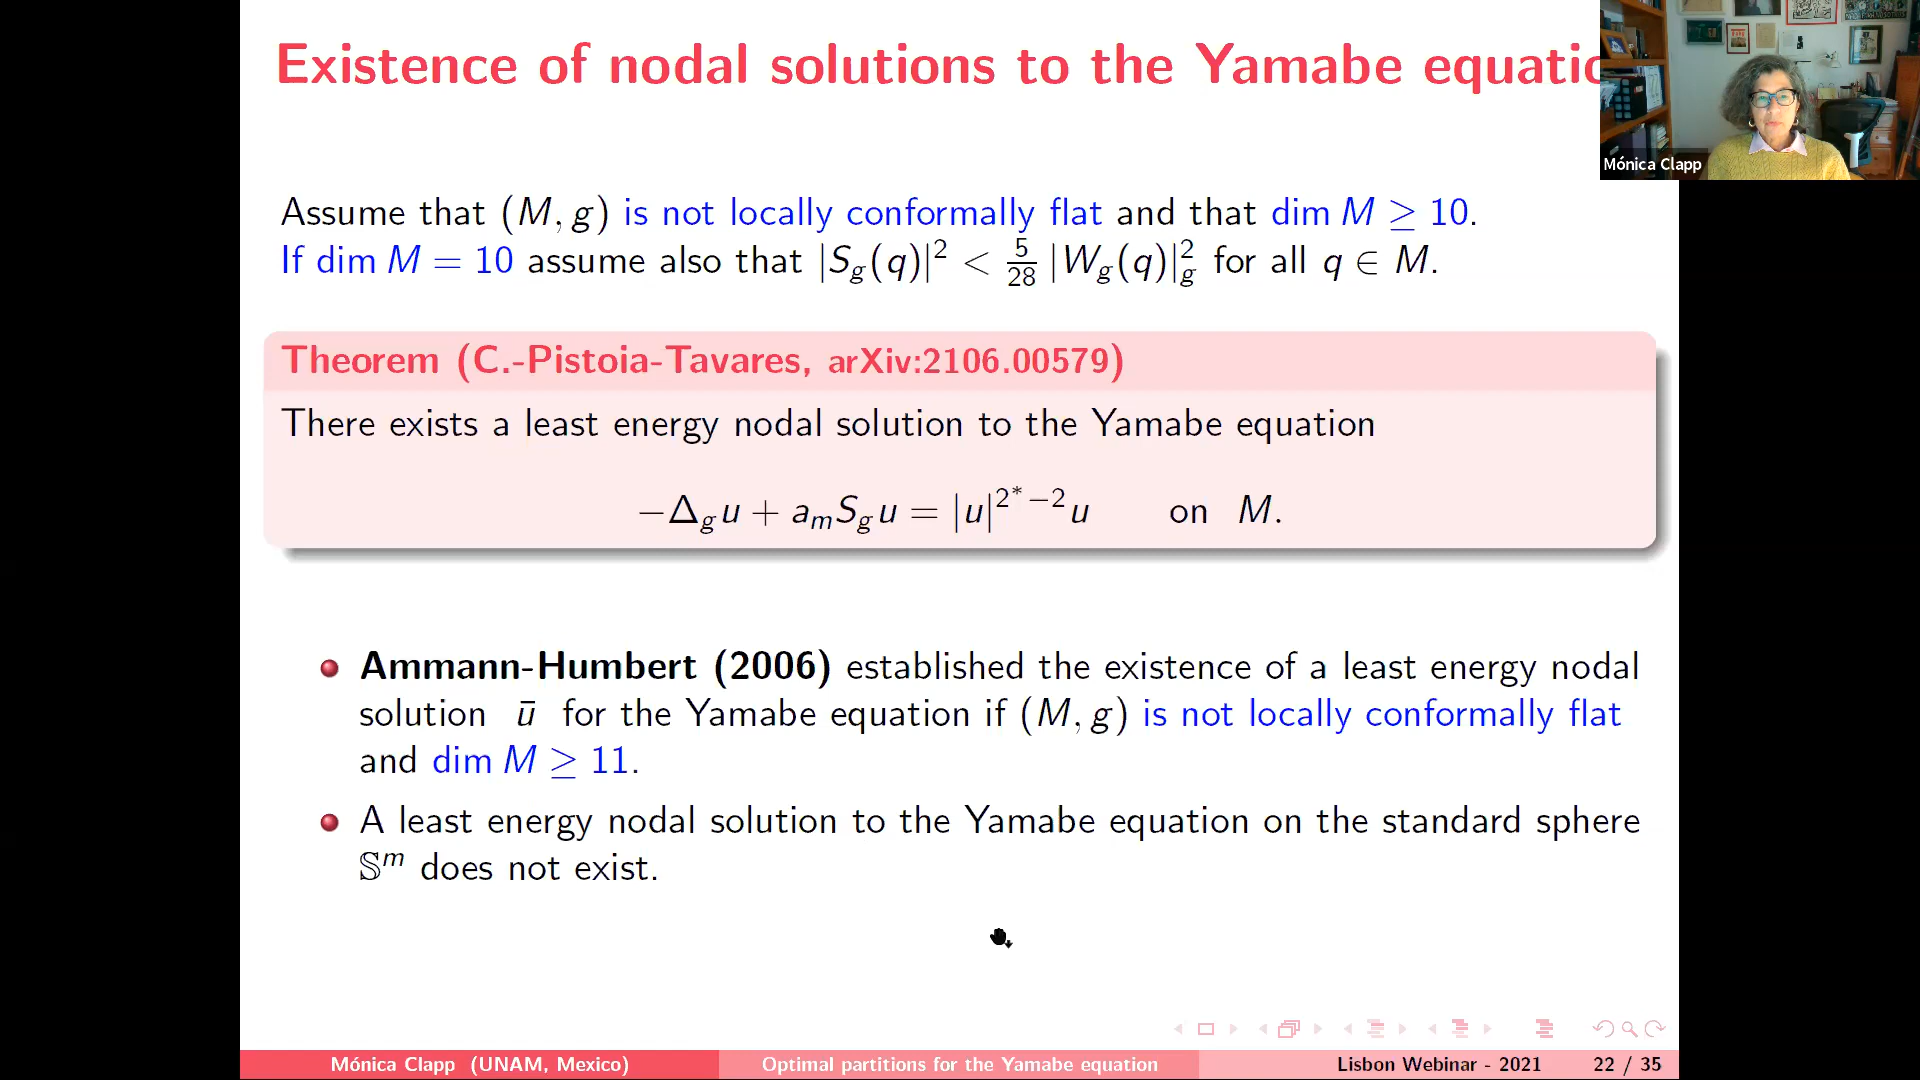 Existence of nodal solutions to the Yamabe equatio
Mónica Clapp
Assume that (M, g) is not locally conformally flat and that dim M ≥ 10.
If dim M = 10 assume also that |S_g(q)|² < 5/28 |W_g(q)|²_g for all q ∈ M.
Theorem (C.-Pistoia-Tavares, arXiv:2106.00579)
There exists a least energy nodal solution to the Yamabe equation
−Δ_g u + a_m S_g u = |u|^{2*−2} u on M.
Ammann-Humbert (2006) established the existence of a least energy nodal
solution ū for the Yamabe equation if (M, g) is not locally conformally flat
and dim M ≥ 11.
A least energy nodal solution to the Yamabe equation on the standard sphere
𝕊^m does not exist.
Mónica Clapp (UNAM, Mexico)
Optimal partitions for the Yamabe equation
Lisbon Webinar - 2021
22 / 35